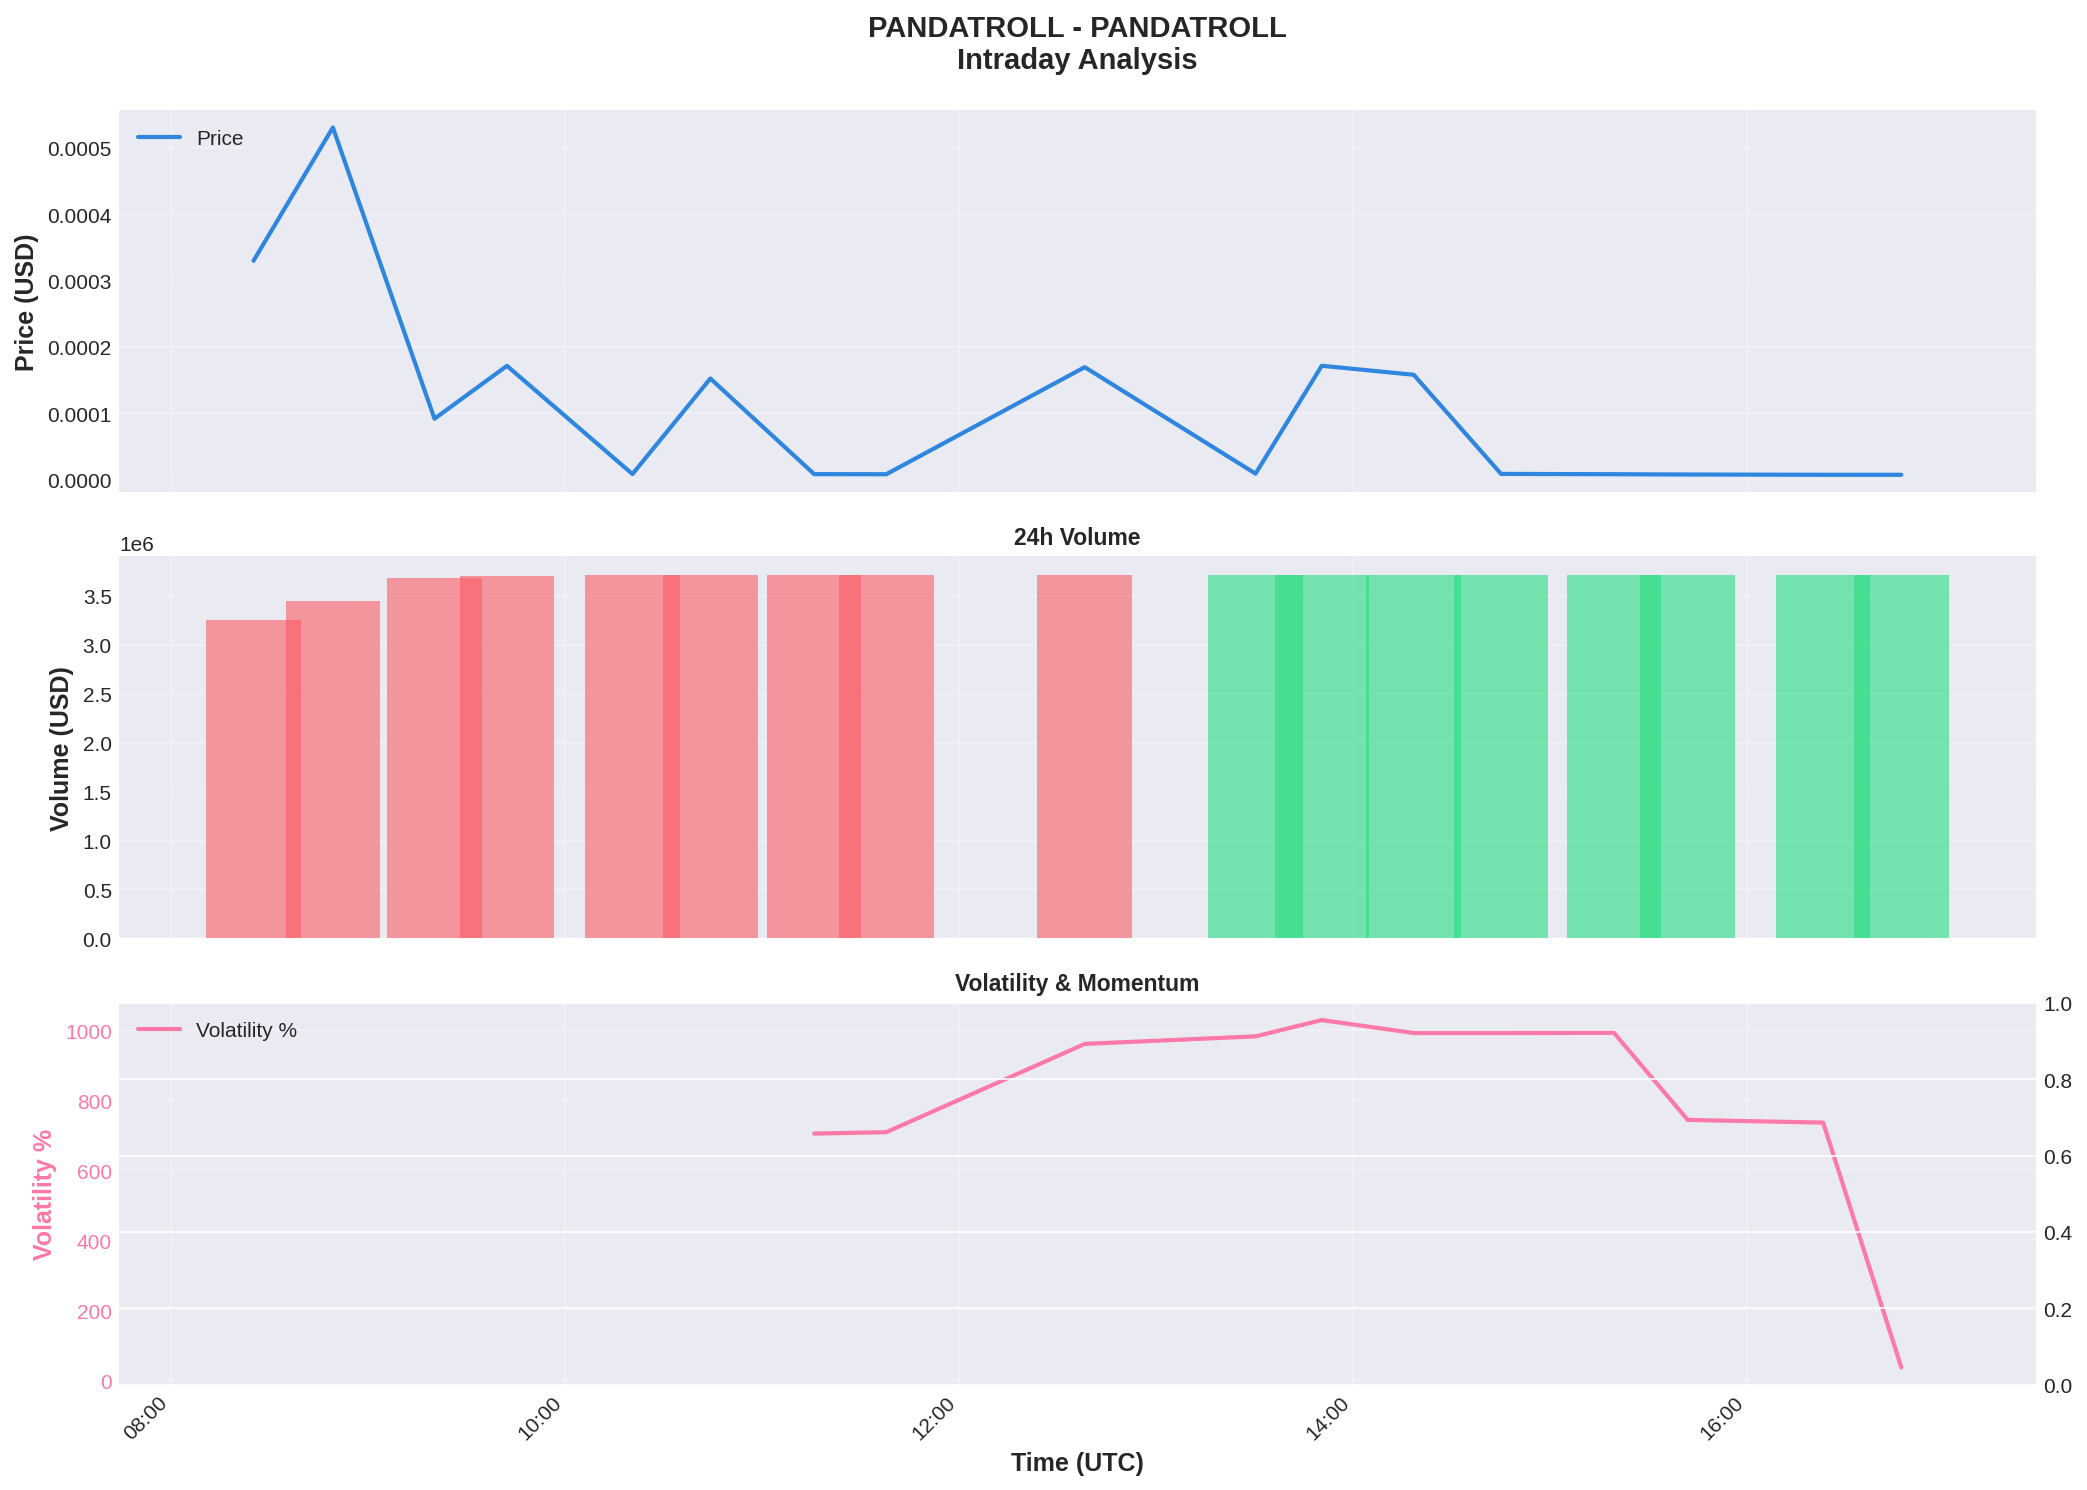 PANDATROLL - PANDATROLL
Intraday Analysis
Price
Price (USD)
0.0005
0.0004
0.0003
0.0002
0.0001
0.0000
24h Volume
1e6
Volume (USD)
3.5
3.0
2.5
2.0
1.5
1.0
0.5
0.0
Volatility & Momentum
Volatility %
Volatility %
1000
800
600
400
200
0
1.0
0.8
0.6
0.4
0.2
0.0
08:00
10:00
12:00
14:00
16:00
Time (UTC)